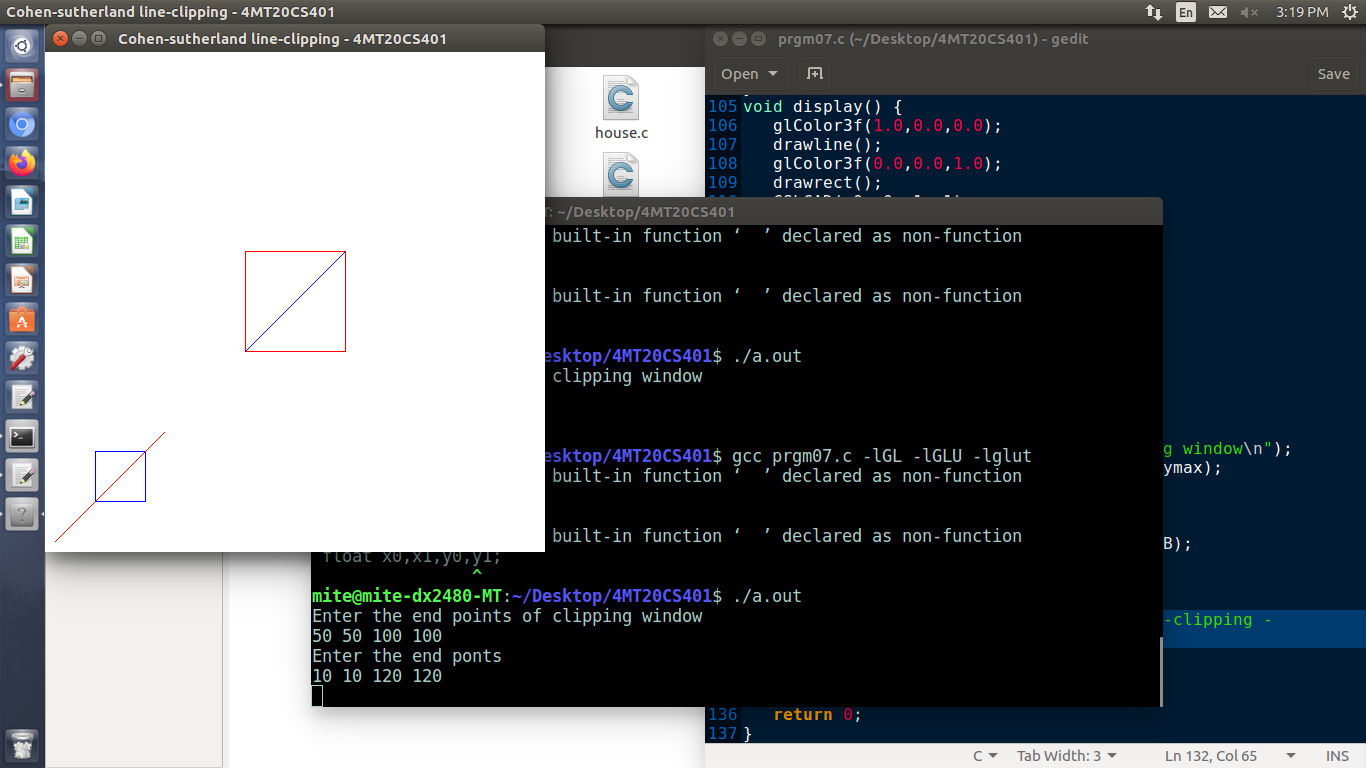 Cohen-sutherland line-clipping - 4MT20CS401
En
3:19 PM
Cohen-sutherland line-clipping - 4MT20CS401
house.c
prgm07.c (~/Desktop/4MT20CS401) - gedit
Open
Save
105 void display() {
106 glColor3f(1.0,0.0,0.0);
107 drawline();
108 glColor3f(0.0,0.0,1.0);
109 drawrect();
T: ~/Desktop/4MT20CS401
built-in function ‘  ’ declared as non-function
built-in function ‘  ’ declared as non-function
esktop/4MT20CS401$ ./a.out
clipping window
esktop/4MT20CS401$ gcc prgm07.c -lGL -lGLU -lglut
built-in function ‘  ’ declared as non-function
built-in function ‘  ’ declared as non-function
float x0,x1,y0,y1;
^
mite@mite-dx2480-MT:~/Desktop/4MT20CS401$ ./a.out
Enter the end points of clipping window
50 50 100 100
Enter the end ponts
10 10 120 120
g window\n");
ymax);
B);
-clipping -
136 return 0;
137 }
C
Tab Width: 3
Ln 132, Col 65
INS